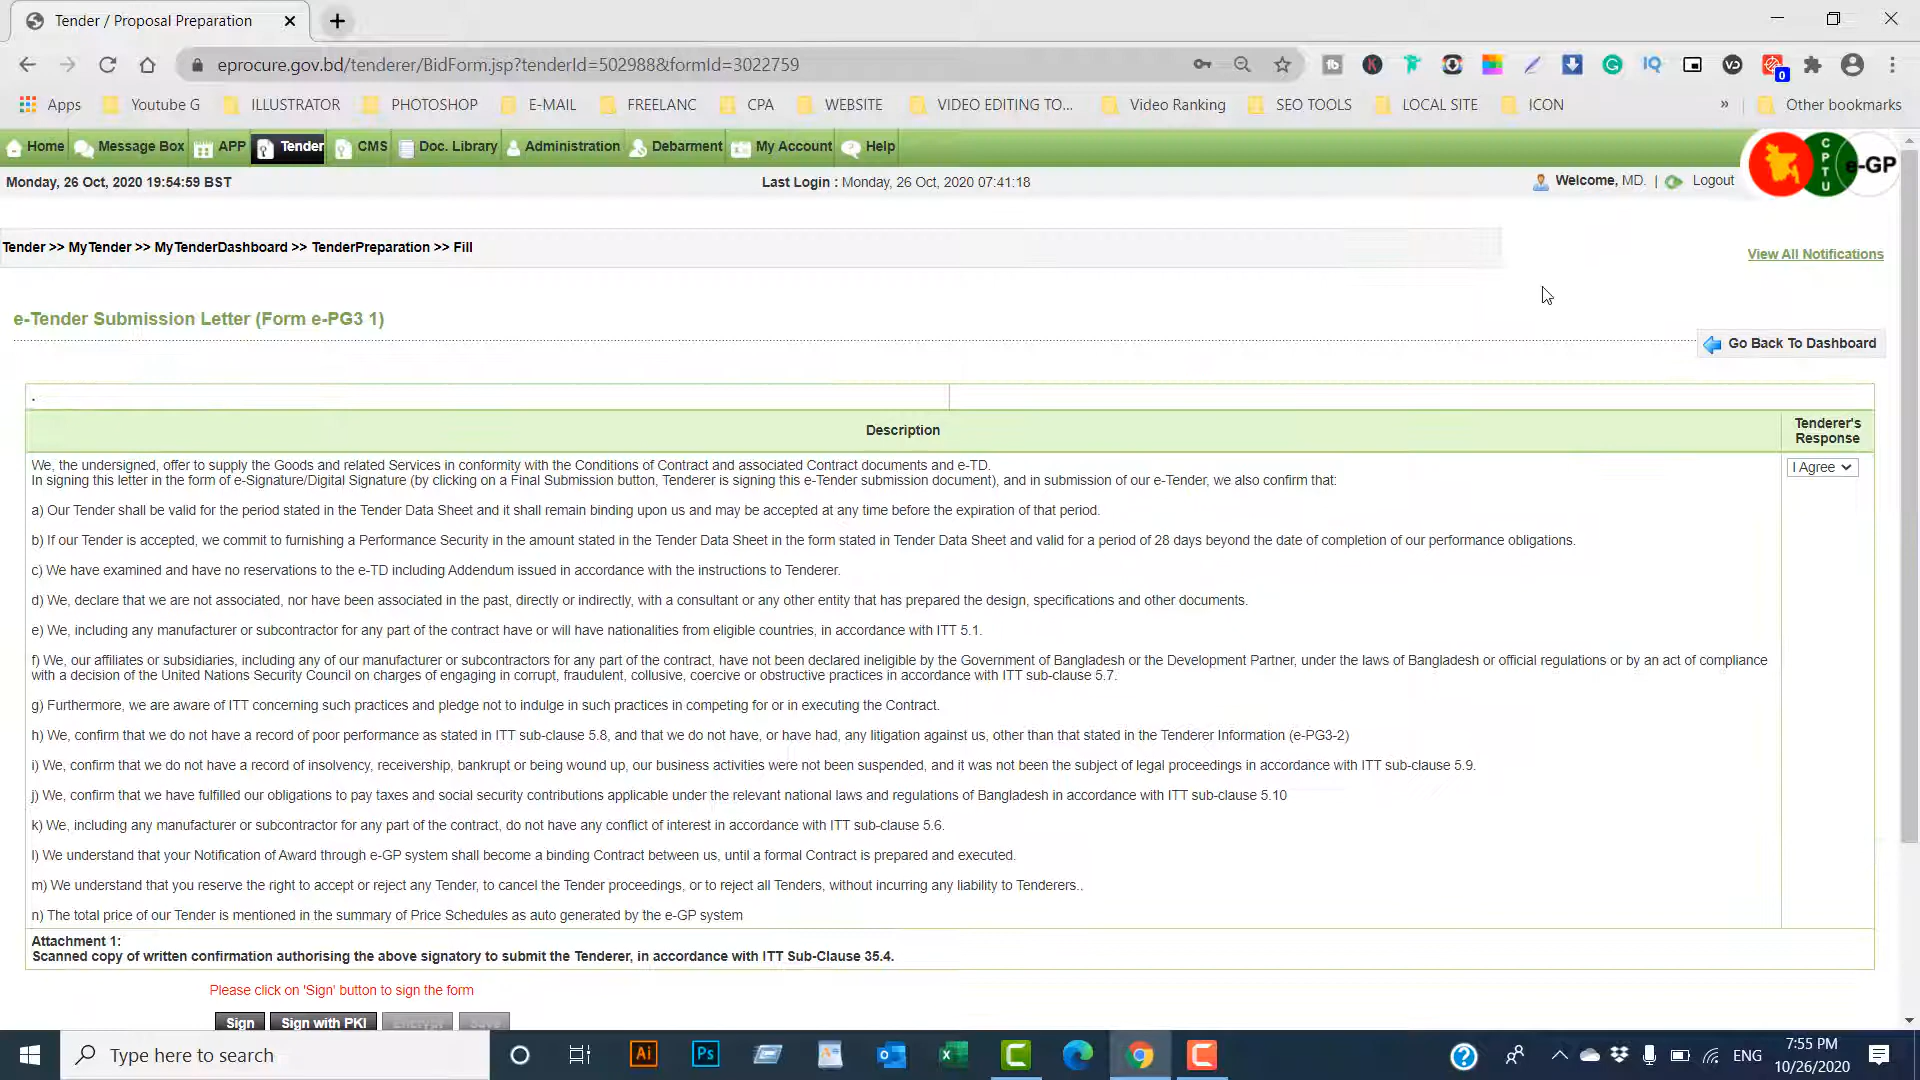 Tender / Proposal Preparation
eprocure.gov.bd/tenderer/BidForm.jsp?tenderId=502988&formId=3022759
Apps Youtube G ILLUSTRATOR PHOTOSHOP E-MAIL FREELANC CPA WEBSITE VIDEO EDITING TO... Video Ranking SEO TOOLS LOCAL SITE ICON » Other bookmarks
Home Message Box APP Tender CMS Doc. Library Administration Debarment My Account Help
CPTU e-GP
Monday, 26 Oct, 2020 19:54:59 BST Last Login : Monday, 26 Oct, 2020 07:41:18 Welcome, MD. | Logout
Tender >> MyTender >> MyTenderDashboard >> TenderPreparation >> Fill
View All Notifications
e-Tender Submission Letter (Form e-PG3 1)
Go Back To Dashboard
.
Description Tenderer's Response
I Agree
We, the undersigned, offer to supply the Goods and related Services in conformity with the Conditions of Contract and associated Contract documents and e-TD.
In signing this letter in the form of e-Signature/Digital Signature (by clicking on a Final Submission button, Tenderer is signing this e-Tender submission document), and in submission of our e-Tender, we also confirm that:
a) Our Tender shall be valid for the period stated in the Tender Data Sheet and it shall remain binding upon us and may be accepted at any time before the expiration of that period.
b) If our Tender is accepted, we commit to furnishing a Performance Security in the amount stated in the Tender Data Sheet in the form stated in Tender Data Sheet and valid for a period of 28 days beyond the date of completion of our performance obligations.
c) We have examined and have no reservations to the e-TD including Addendum issued in accordance with the instructions to Tenderer.
d) We, declare that we are not associated, nor have been associated in the past, directly or indirectly, with a consultant or any other entity that has prepared the design, specifications and other documents.
e) We, including any manufacturer or subcontractor for any part of the contract have or will have nationalities from eligible countries, in accordance with ITT 5.1.
f) We, our affiliates or subsidiaries, including any of our manufacturer or subcontractors for any part of the contract, have not been declared ineligible by the Government of Bangladesh or the Development Partner, under the laws of Bangladesh or official regulations or by an act of compliance
with a decision of the United Nations Security Council on charges of engaging in corrupt, fraudulent, collusive, coercive or obstructive practices in accordance with ITT sub-clause 5.7.
g) Furthermore, we are aware of ITT concerning such practices and pledge not to indulge in such practices in competing for or in executing the Contract.
h) We, confirm that we do not have a record of poor performance as stated in ITT sub-clause 5.8, and that we do not have, or have had, any litigation against us, other than that stated in the Tenderer Information (e-PG3-2)
i) We, confirm that we do not have a record of insolvency, receivership, bankrupt or being wound up, our business activities were not been suspended, and it was not been the subject of legal proceedings in accordance with ITT sub-clause 5.9.
j) We, confirm that we have fulfilled our obligations to pay taxes and social security contributions applicable under the relevant national laws and regulations of Bangladesh in accordance with ITT sub-clause 5.10
k) We, including any manufacturer or subcontractor for any part of the contract, do not have any conflict of interest in accordance with ITT sub-clause 5.6.
l) We understand that your Notification of Award through e-GP system shall become a binding Contract between us, until a formal Contract is prepared and executed.
m) We understand that you reserve the right to accept or reject any Tender, to cancel the Tender proceedings, or to reject all Tenders, without incurring any liability to Tenderers..
n) The total price of our Tender is mentioned in the summary of Price Schedules as auto generated by the e-GP system
Attachment 1:
Scanned copy of written confirmation authorising the above signatory to submit the Tenderer, in accordance with ITT Sub-Clause 35.4.
Please click on 'Sign' button to sign the form
Sign Sign with PKI Encrypt Save
Type here to search
ENG 7:55 PM
10/26/2020